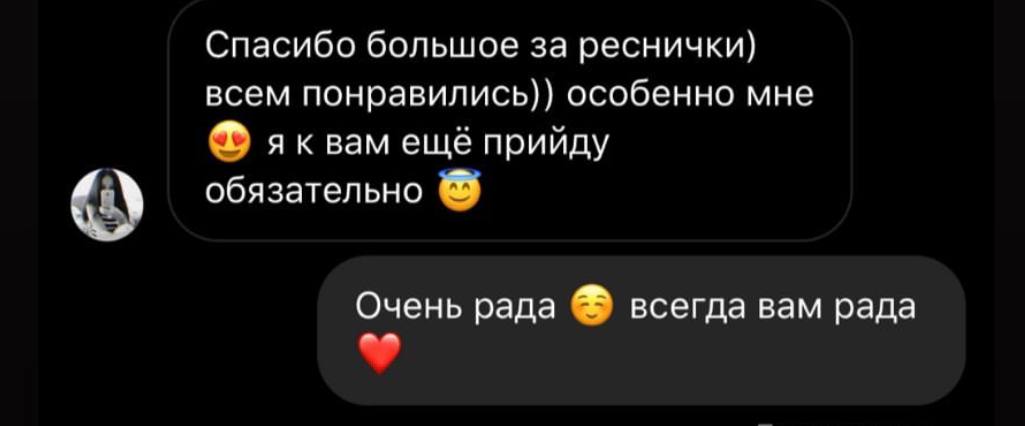 Спасибо большое за реснички)
всем понравились)) особенно мне
😍 я к вам ещё прийду
обязательно 😇
Очень рада ☺️ всегда вам рада
❤️